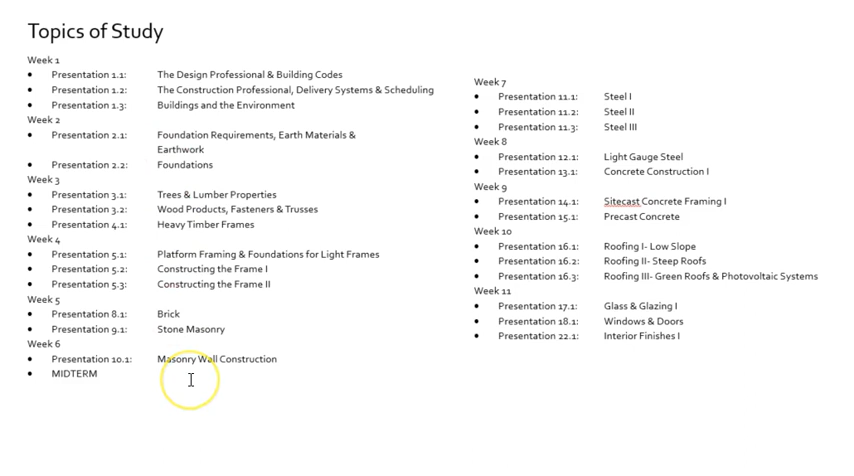 Topics of Study
Week 1
• Presentation 1.1: The Design Professional & Building Codes
• Presentation 1.2: The Construction Professional, Delivery Systems & Scheduling
• Presentation 1.3: Buildings and the Environment
Week 2
• Presentation 2.1: Foundation Requirements, Earth Materials &
Earthwork
• Presentation 2.2: Foundations
Week 3
• Presentation 3.1: Trees & Lumber Properties
• Presentation 3.2: Wood Products, Fasteners & Trusses
• Presentation 4.1: Heavy Timber Frames
Week 4
• Presentation 5.1: Platform Framing & Foundations for Light Frames
• Presentation 5.2: Constructing the Frame I
• Presentation 5.3: Constructing the Frame II
Week 5
• Presentation 8.1: Brick
• Presentation 9.1: Stone Masonry
Week 6
• Presentation 10.1: Masonry Wall Construction
• MIDTERM
Week 7
• Presentation 11.1: Steel I
• Presentation 11.2: Steel II
• Presentation 11.3: Steel III
Week 8
• Presentation 12.1: Light Gauge Steel
• Presentation 13.1: Concrete Construction I
Week 9
• Presentation 14.1: Sitecast Concrete Framing I
• Presentation 15.1: Precast Concrete
Week 10
• Presentation 16.1: Roofing I- Low Slope
• Presentation 16.2: Roofing II- Steep Roofs
• Presentation 16.3: Roofing III- Green Roofs & Photovoltaic Systems
Week 11
• Presentation 17.1: Glass & Glazing I
• Presentation 18.1: Windows & Doors
• Presentation 22.1: Interior Finishes I